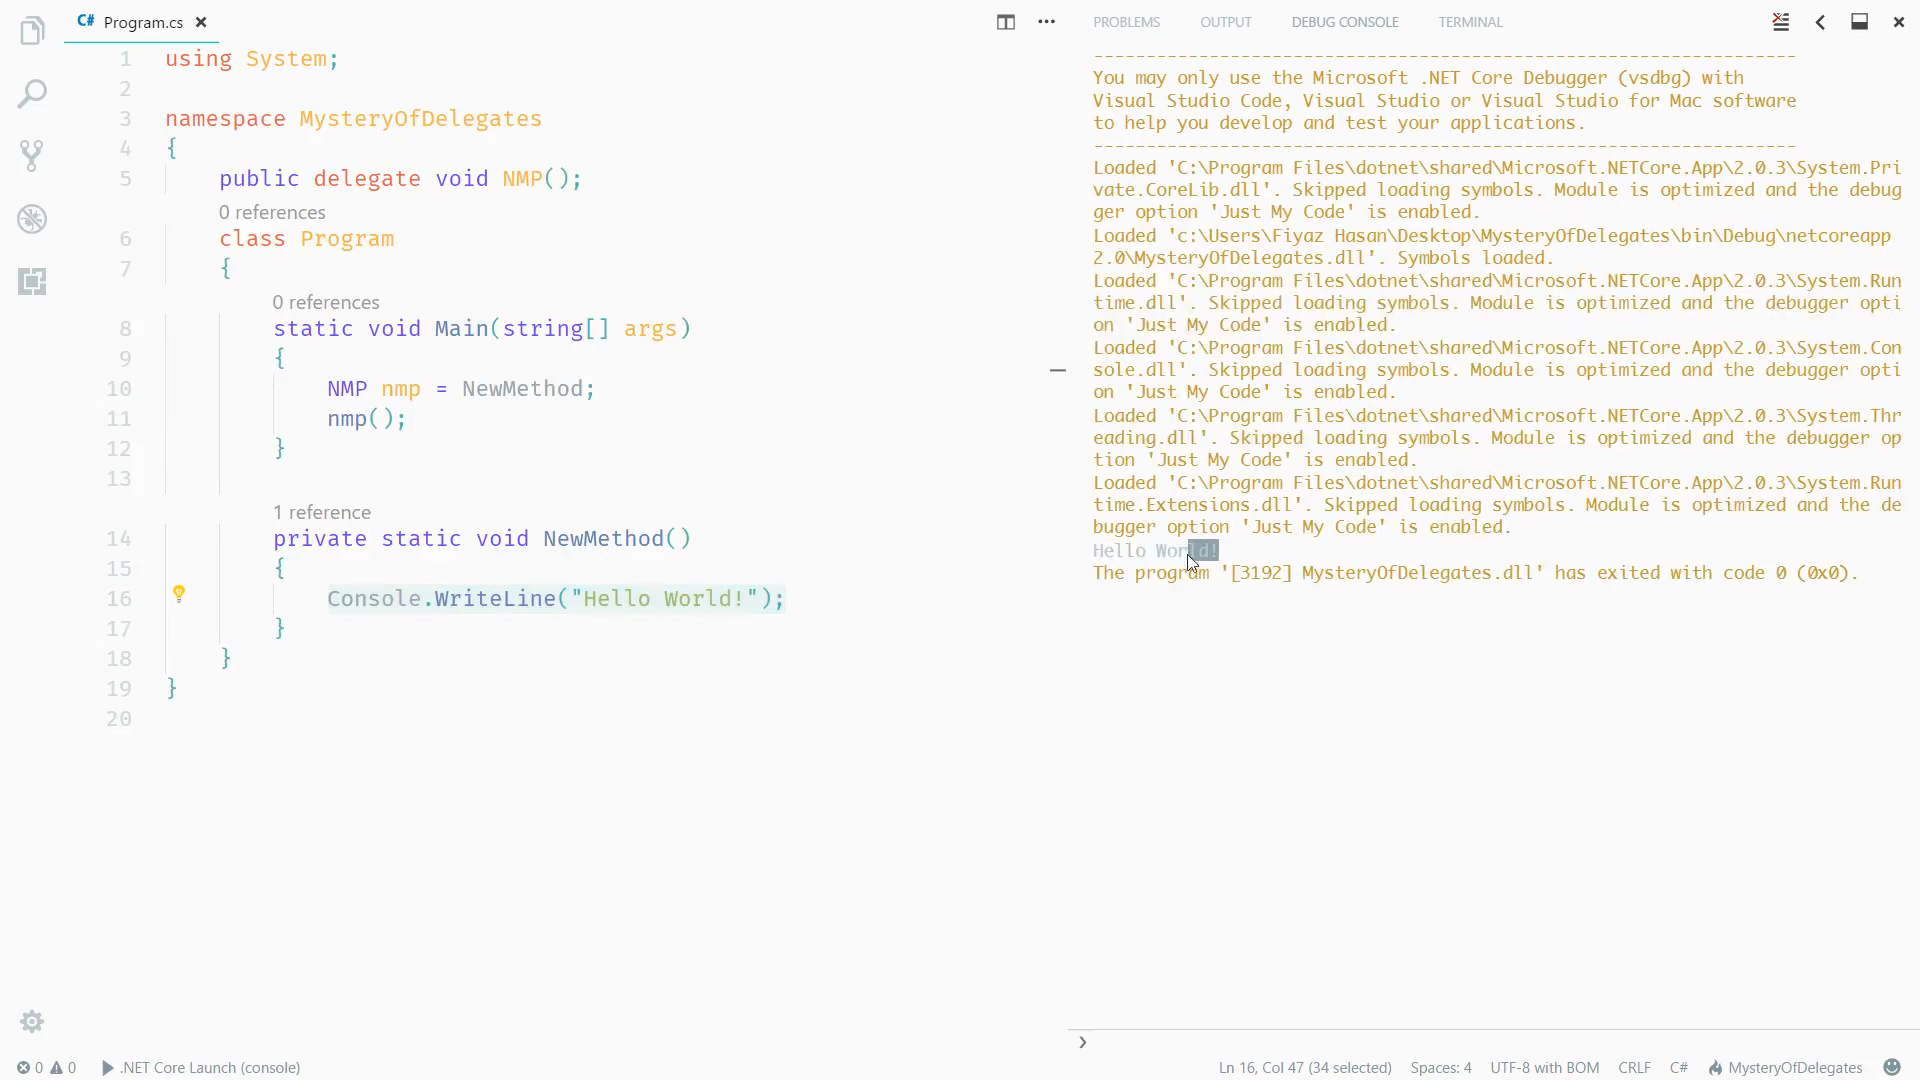 C# Program.cs
1 using System;
2
3 namespace MysteryOfDelegates
4 {
5 public delegate void NMP();
0 references
6 class Program
7 {
0 references
8 static void Main(string[] args)
9 {
10 NMP nmp = NewMethod;
11 nmp();
12 }
13
1 reference
14 private static void NewMethod()
15 {
16 Console.WriteLine("Hello World!");
17 }
18 }
19 }
20
PROBLEMS OUTPUT DEBUG CONSOLE TERMINAL
-------------------------------------------------------------------
You may only use the Microsoft .NET Core Debugger (vsdbg) with
Visual Studio Code, Visual Studio or Visual Studio for Mac software
to help you develop and test your applications.
-------------------------------------------------------------------
Loaded 'C:\Program Files\dotnet\shared\Microsoft.NETCore.App\2.0.3\System.Pri
vate.CoreLib.dll'. Skipped loading symbols. Module is optimized and the debug
ger option 'Just My Code' is enabled.
Loaded 'c:\Users\Fiyaz Hasan\Desktop\MysteryOfDelegates\bin\Debug\netcoreapp
2.0\MysteryOfDelegates.dll'. Symbols loaded.
Loaded 'C:\Program Files\dotnet\shared\Microsoft.NETCore.App\2.0.3\System.Run
time.dll'. Skipped loading symbols. Module is optimized and the debugger opti
on 'Just My Code' is enabled.
Loaded 'C:\Program Files\dotnet\shared\Microsoft.NETCore.App\2.0.3\System.Con
sole.dll'. Skipped loading symbols. Module is optimized and the debugger opti
on 'Just My Code' is enabled.
Loaded 'C:\Program Files\dotnet\shared\Microsoft.NETCore.App\2.0.3\System.Thr
eading.dll'. Skipped loading symbols. Module is optimized and the debugger op
tion 'Just My Code' is enabled.
Loaded 'C:\Program Files\dotnet\shared\Microsoft.NETCore.App\2.0.3\System.Run
time.Extensions.dll'. Skipped loading symbols. Module is optimized and the de
bugger option 'Just My Code' is enabled.
Hello World!
The program '[3192] MysteryOfDelegates.dll' has exited with code 0 (0x0).
0 0 .NET Core Launch (console) Ln 16, Col 47 (34 selected) Spaces: 4 UTF-8 with BOM CRLF C# MysteryOfDelegates